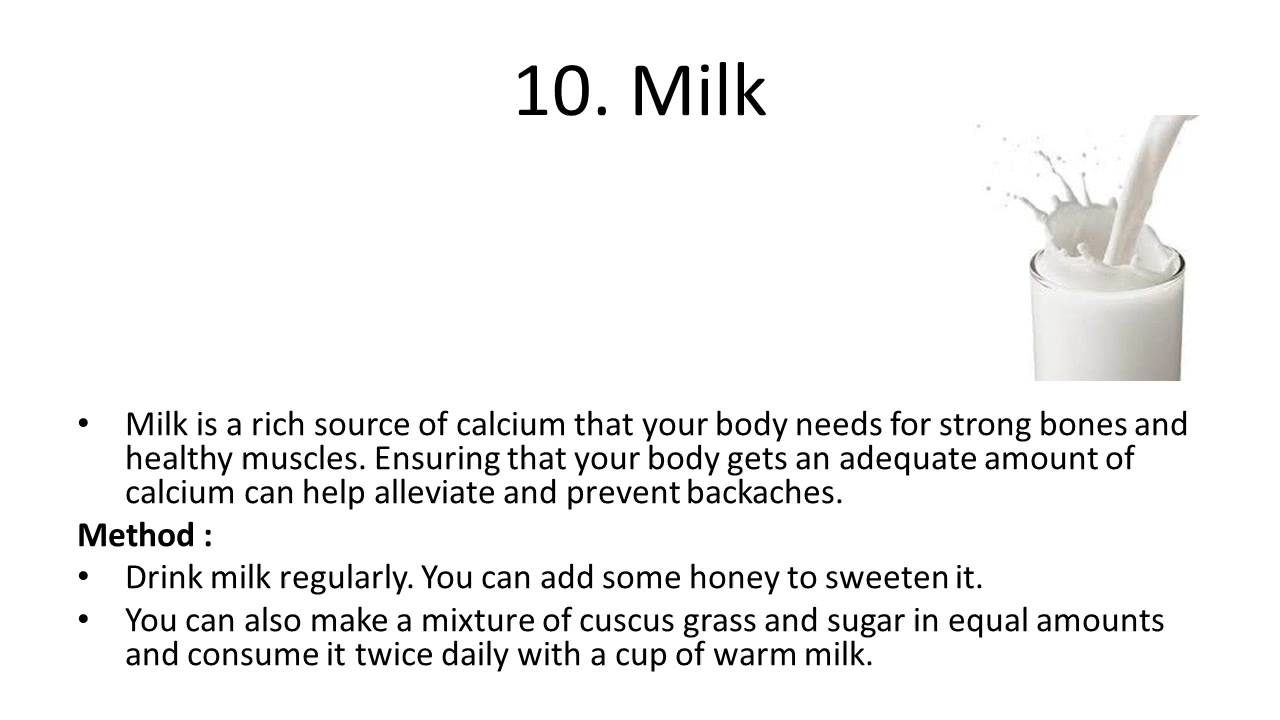 10. Milk
• Milk is a rich source of calcium that your body needs for strong bones and
healthy muscles. Ensuring that your body gets an adequate amount of
calcium can help alleviate and prevent backaches.
Method :
• Drink milk regularly. You can add some honey to sweeten it.
• You can also make a mixture of cuscus grass and sugar in equal amounts
and consume it twice daily with a cup of warm milk.